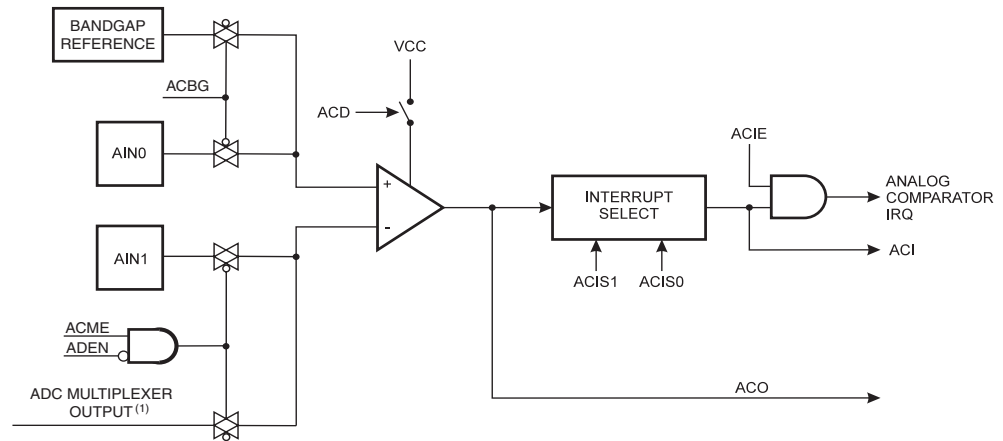 BANDGAP
REFERENCE
ACBG
AIN0
AIN1
ACME
ADEN
ADC MULTIPLEXER
OUTPUT (1)
VCC
ACD
+
-
INTERRUPT
SELECT
ACIS1 ACIS0
ACIE
ANALOG
COMPARATOR
IRQ
ACI
ACO